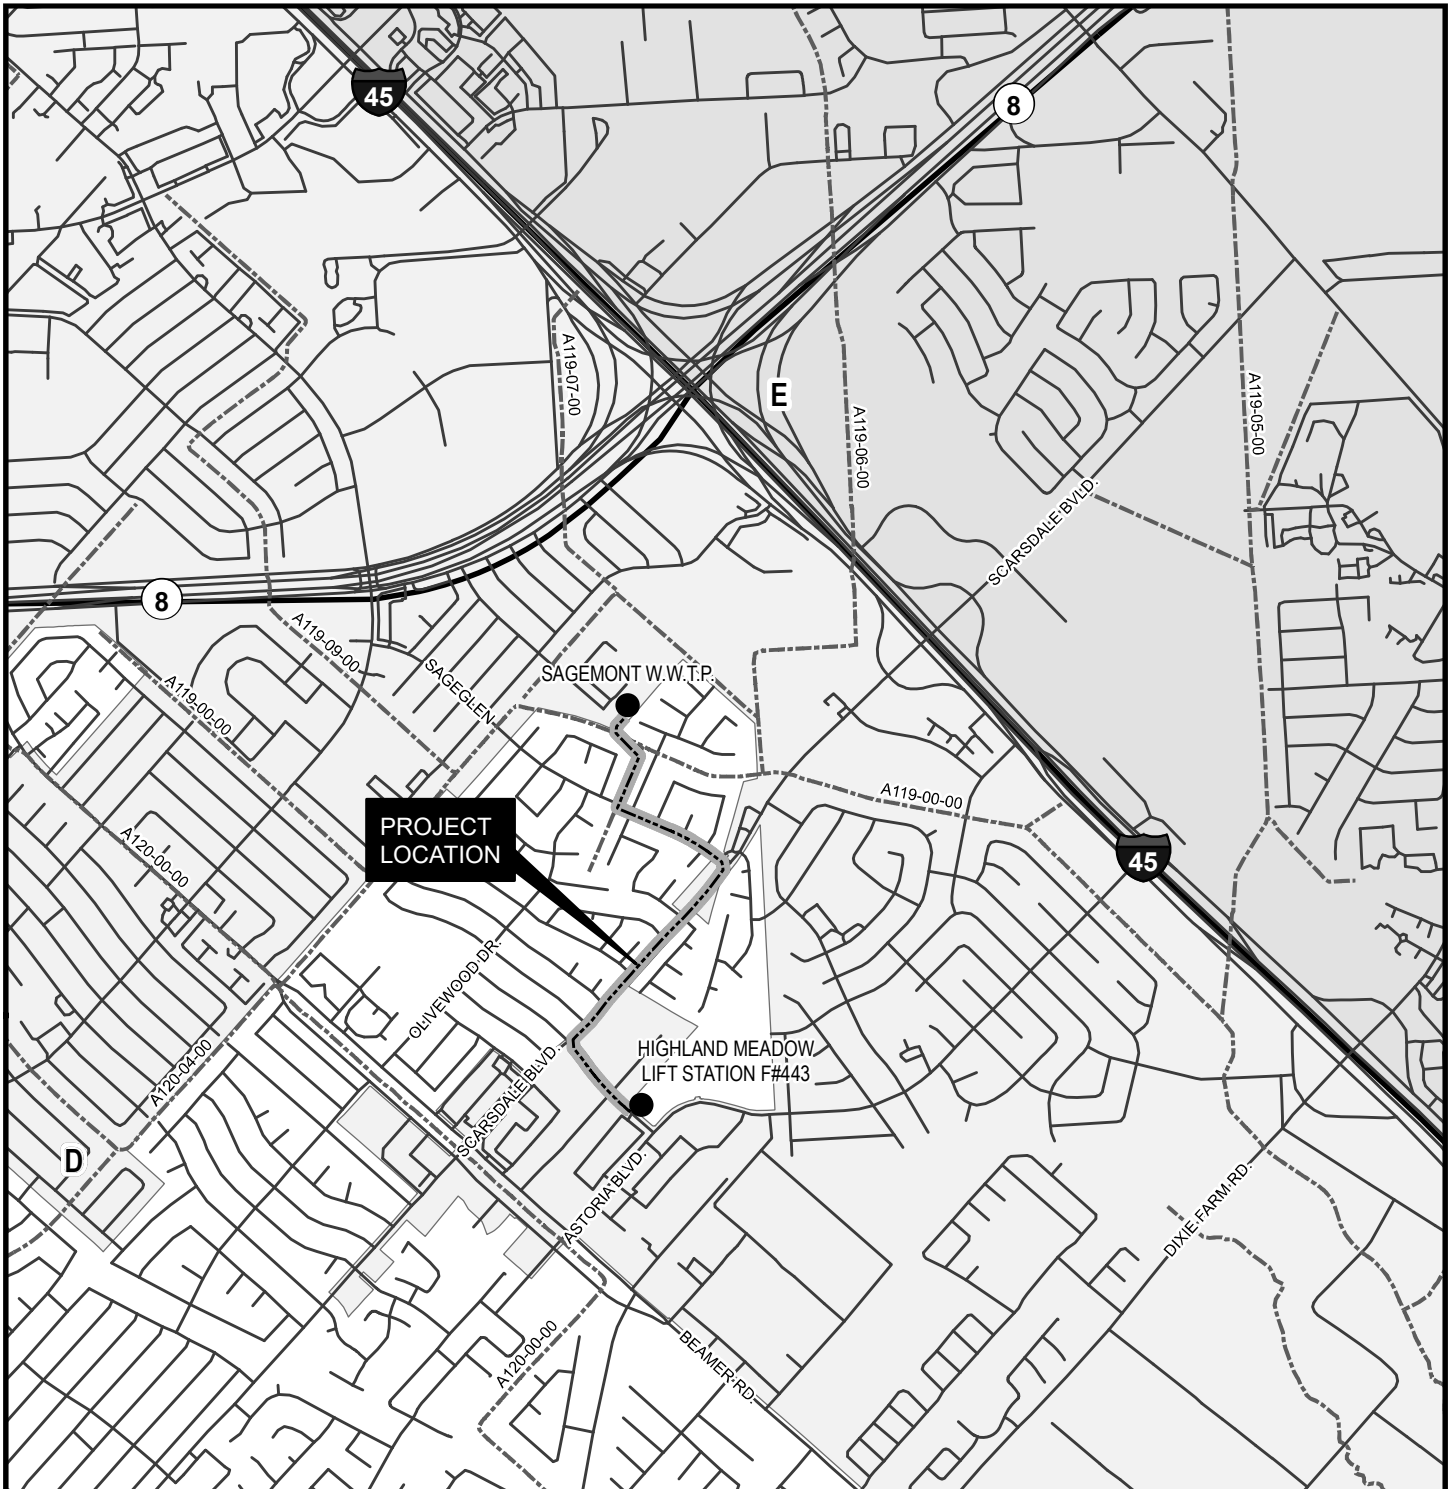 45
8
A119-07-00
E
A119-06-00
A119-05-00
SCARSDALE BVLD.
8
A119-09-00
SAGEGLEN
SAGEMONT W.W.T.P.
A119-00-00
A119-00-00
PROJECT
LOCATION
A120-00-00
45
OLIVEWOOD DR.
SCARSDALE BLVD.
HIGHLAND MEADOW
LIFT STATION F#443
A120-04-00
D
ASTORIA BLVD.
DIXIE FARM RD.
A120-00-00
BEAMER RD.